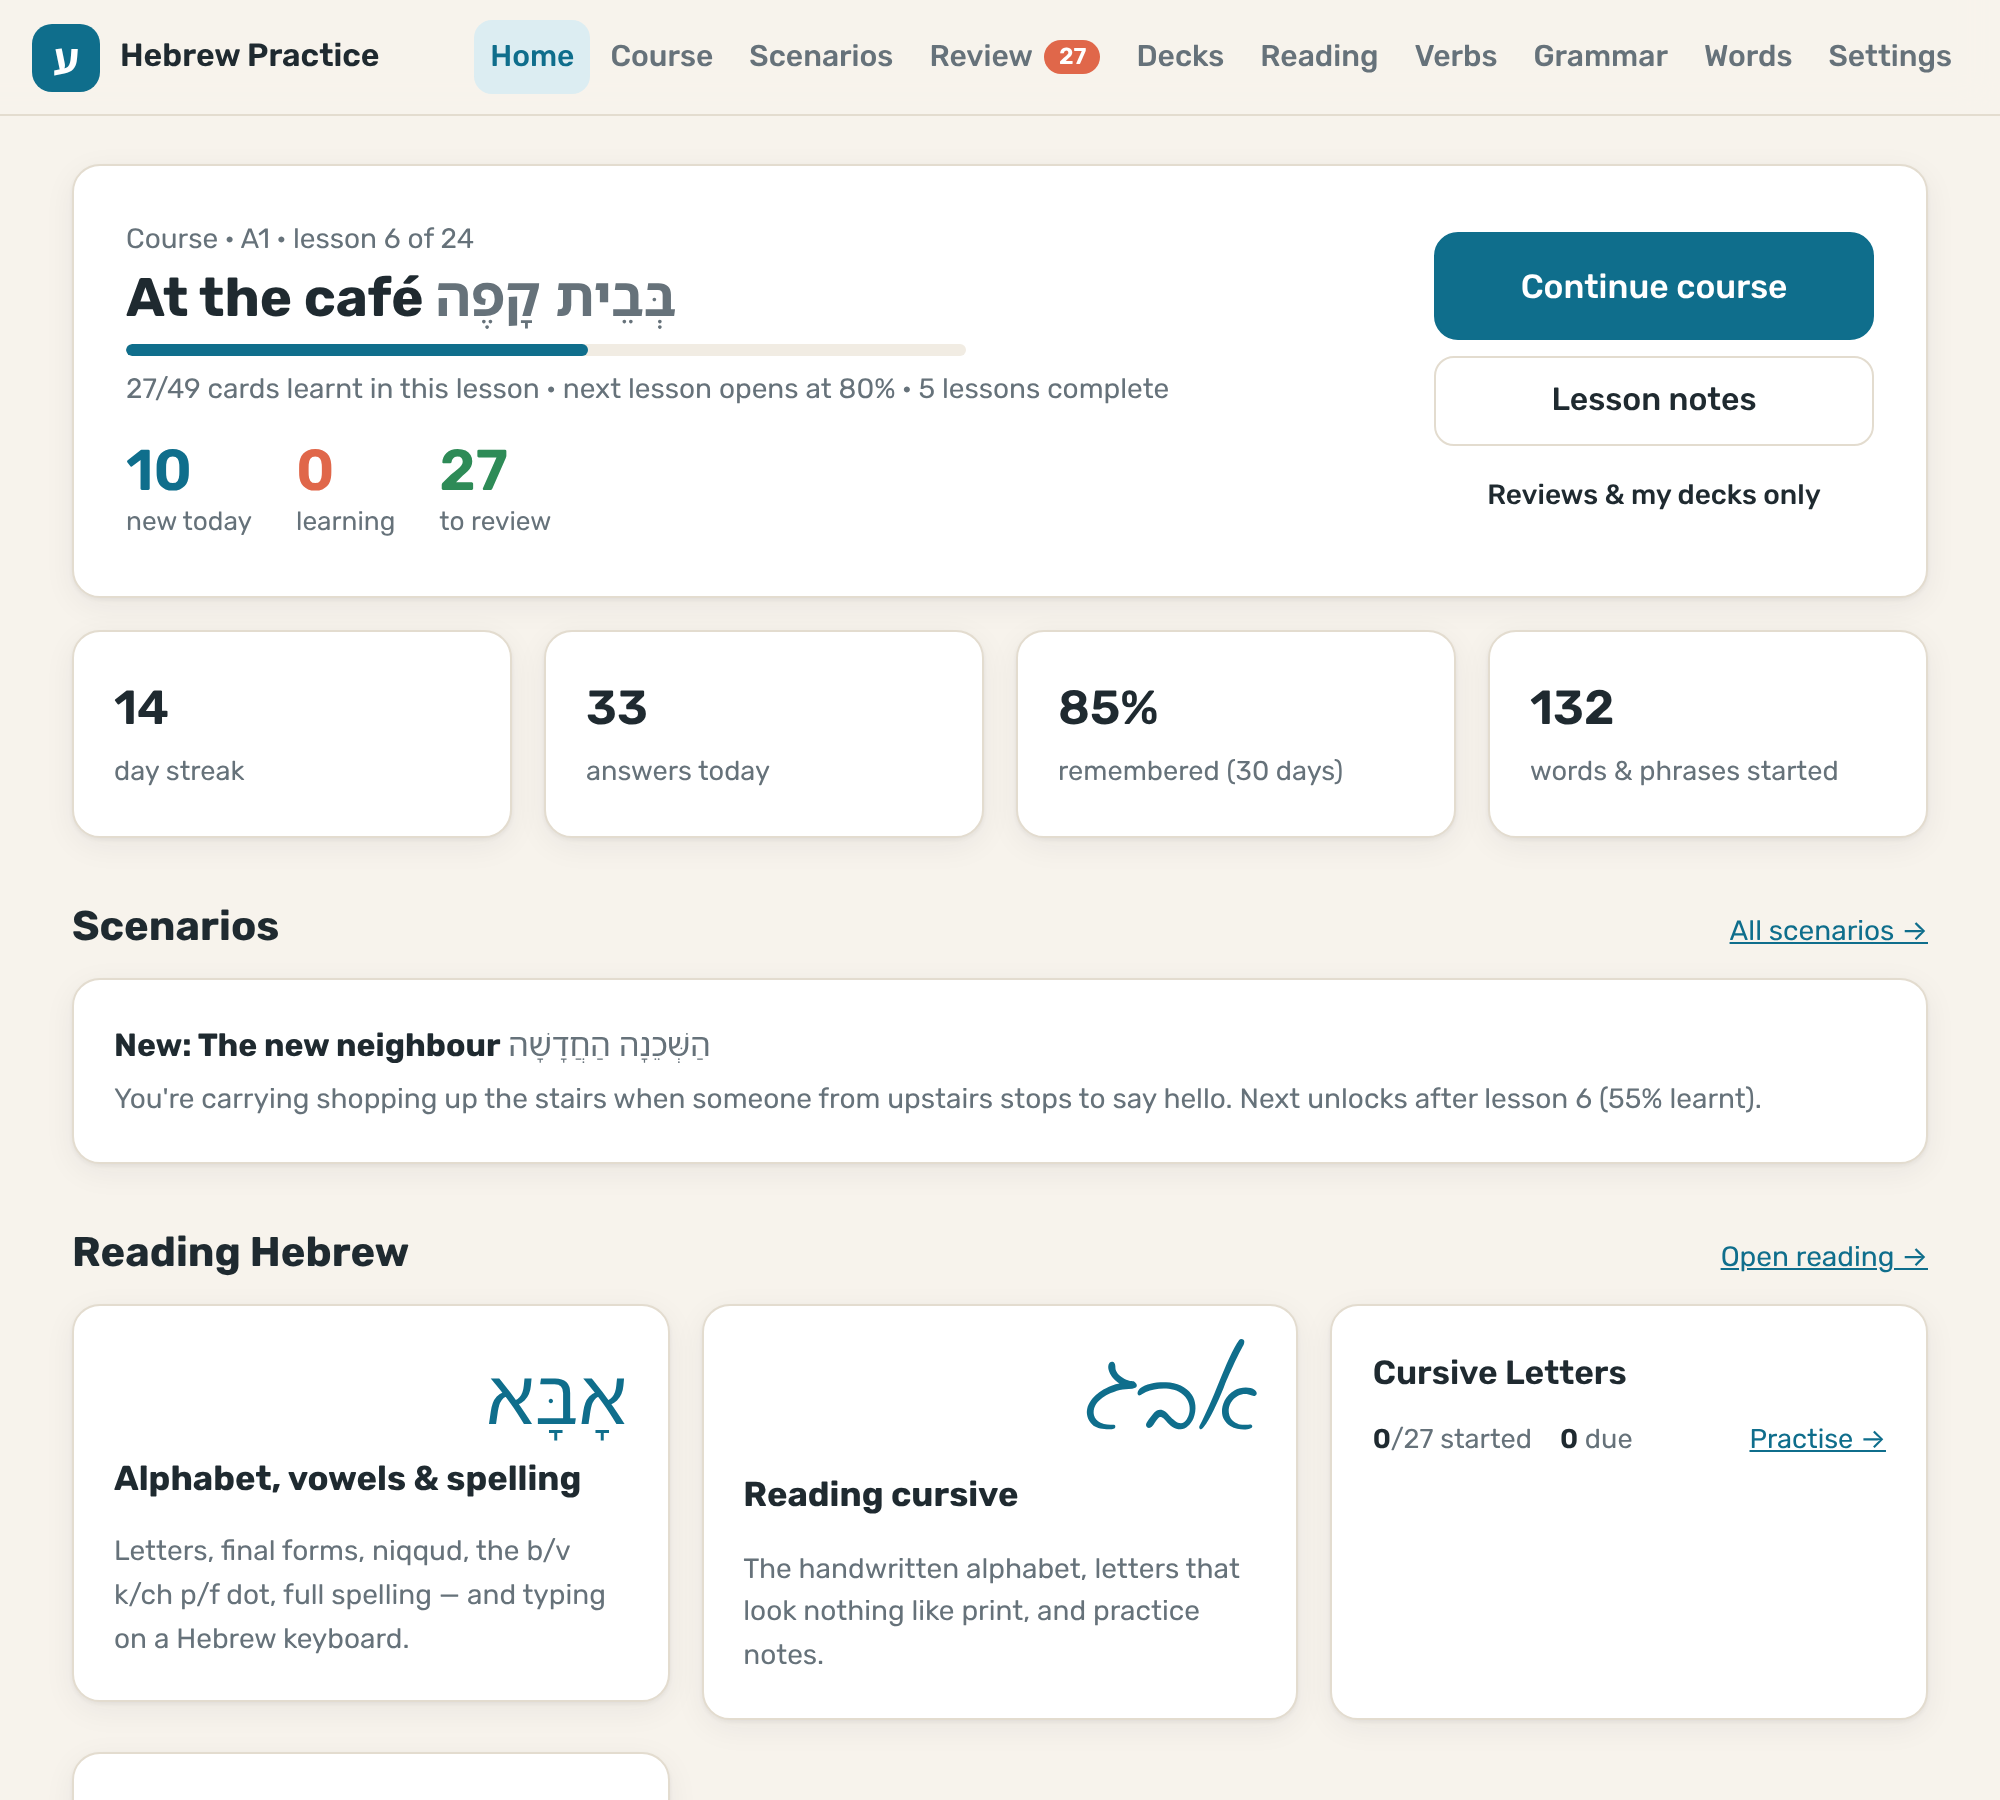 ע Hebrew Practice Home Course Scenarios Review 27 Decks Reading Verbs Grammar Words Settings
Course • A1 • lesson 6 of 24
At the café בְּבֵית קָפֶה
27/49 cards learnt in this lesson • next lesson opens at 80% • 5 lessons complete
10 new today
0 learning
27 to review
Continue course
Lesson notes
Reviews & my decks only
14
day streak
33
answers today
85%
remembered (30 days)
132
words & phrases started
Scenarios
All scenarios →
New: The new neighbour הַשְּׁכֵנָה הַחֲדָשָׁה
You're carrying shopping up the stairs when someone from upstairs stops to say hello. Next unlocks after lesson 6 (55% learnt).
Reading Hebrew
Open reading →
אָבָּא
Alphabet, vowels & spelling
Letters, final forms, niqqud, the b/v
k/ch p/f dot, full spelling — and typing
on a Hebrew keyboard.
אבג
Reading cursive
The handwritten alphabet, letters that
look nothing like print, and practice
notes.
Cursive Letters
0/27 started 0 due Practise →